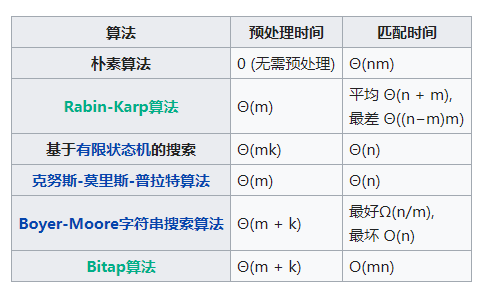 算法 预处理时间 匹配时间
朴素算法 0 (无需预处理) Θ(nm)
Rabin-Karp算法 Θ(m) 平均 Θ(n + m),
最差 Θ((n−m)m)
基于有限状态机的搜索 Θ(mk) Θ(n)
克努斯-莫里斯-普拉特算法 Θ(m) Θ(n)
Boyer-Moore字符串搜索算法 Θ(m + k) 最好Ω(n/m),
最坏 O(n)
Bitap算法 Θ(m + k) O(mn)